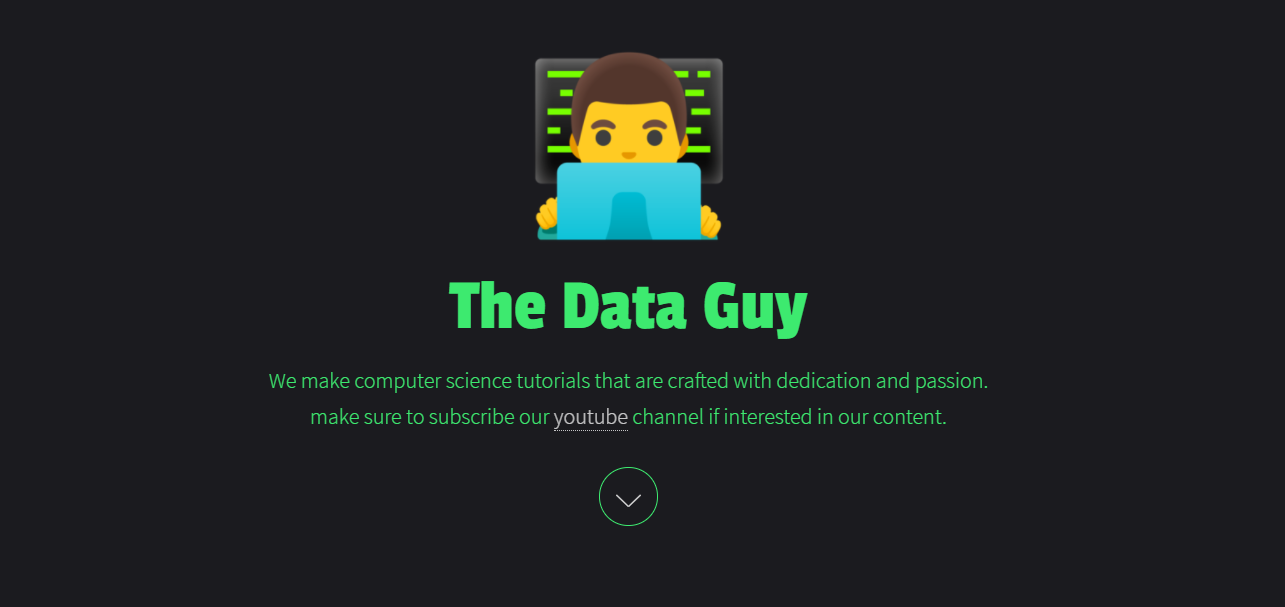 The Data Guy
We make computer science tutorials that are crafted with dedication and passion.
make sure to subscribe our youtube channel if interested in our content.